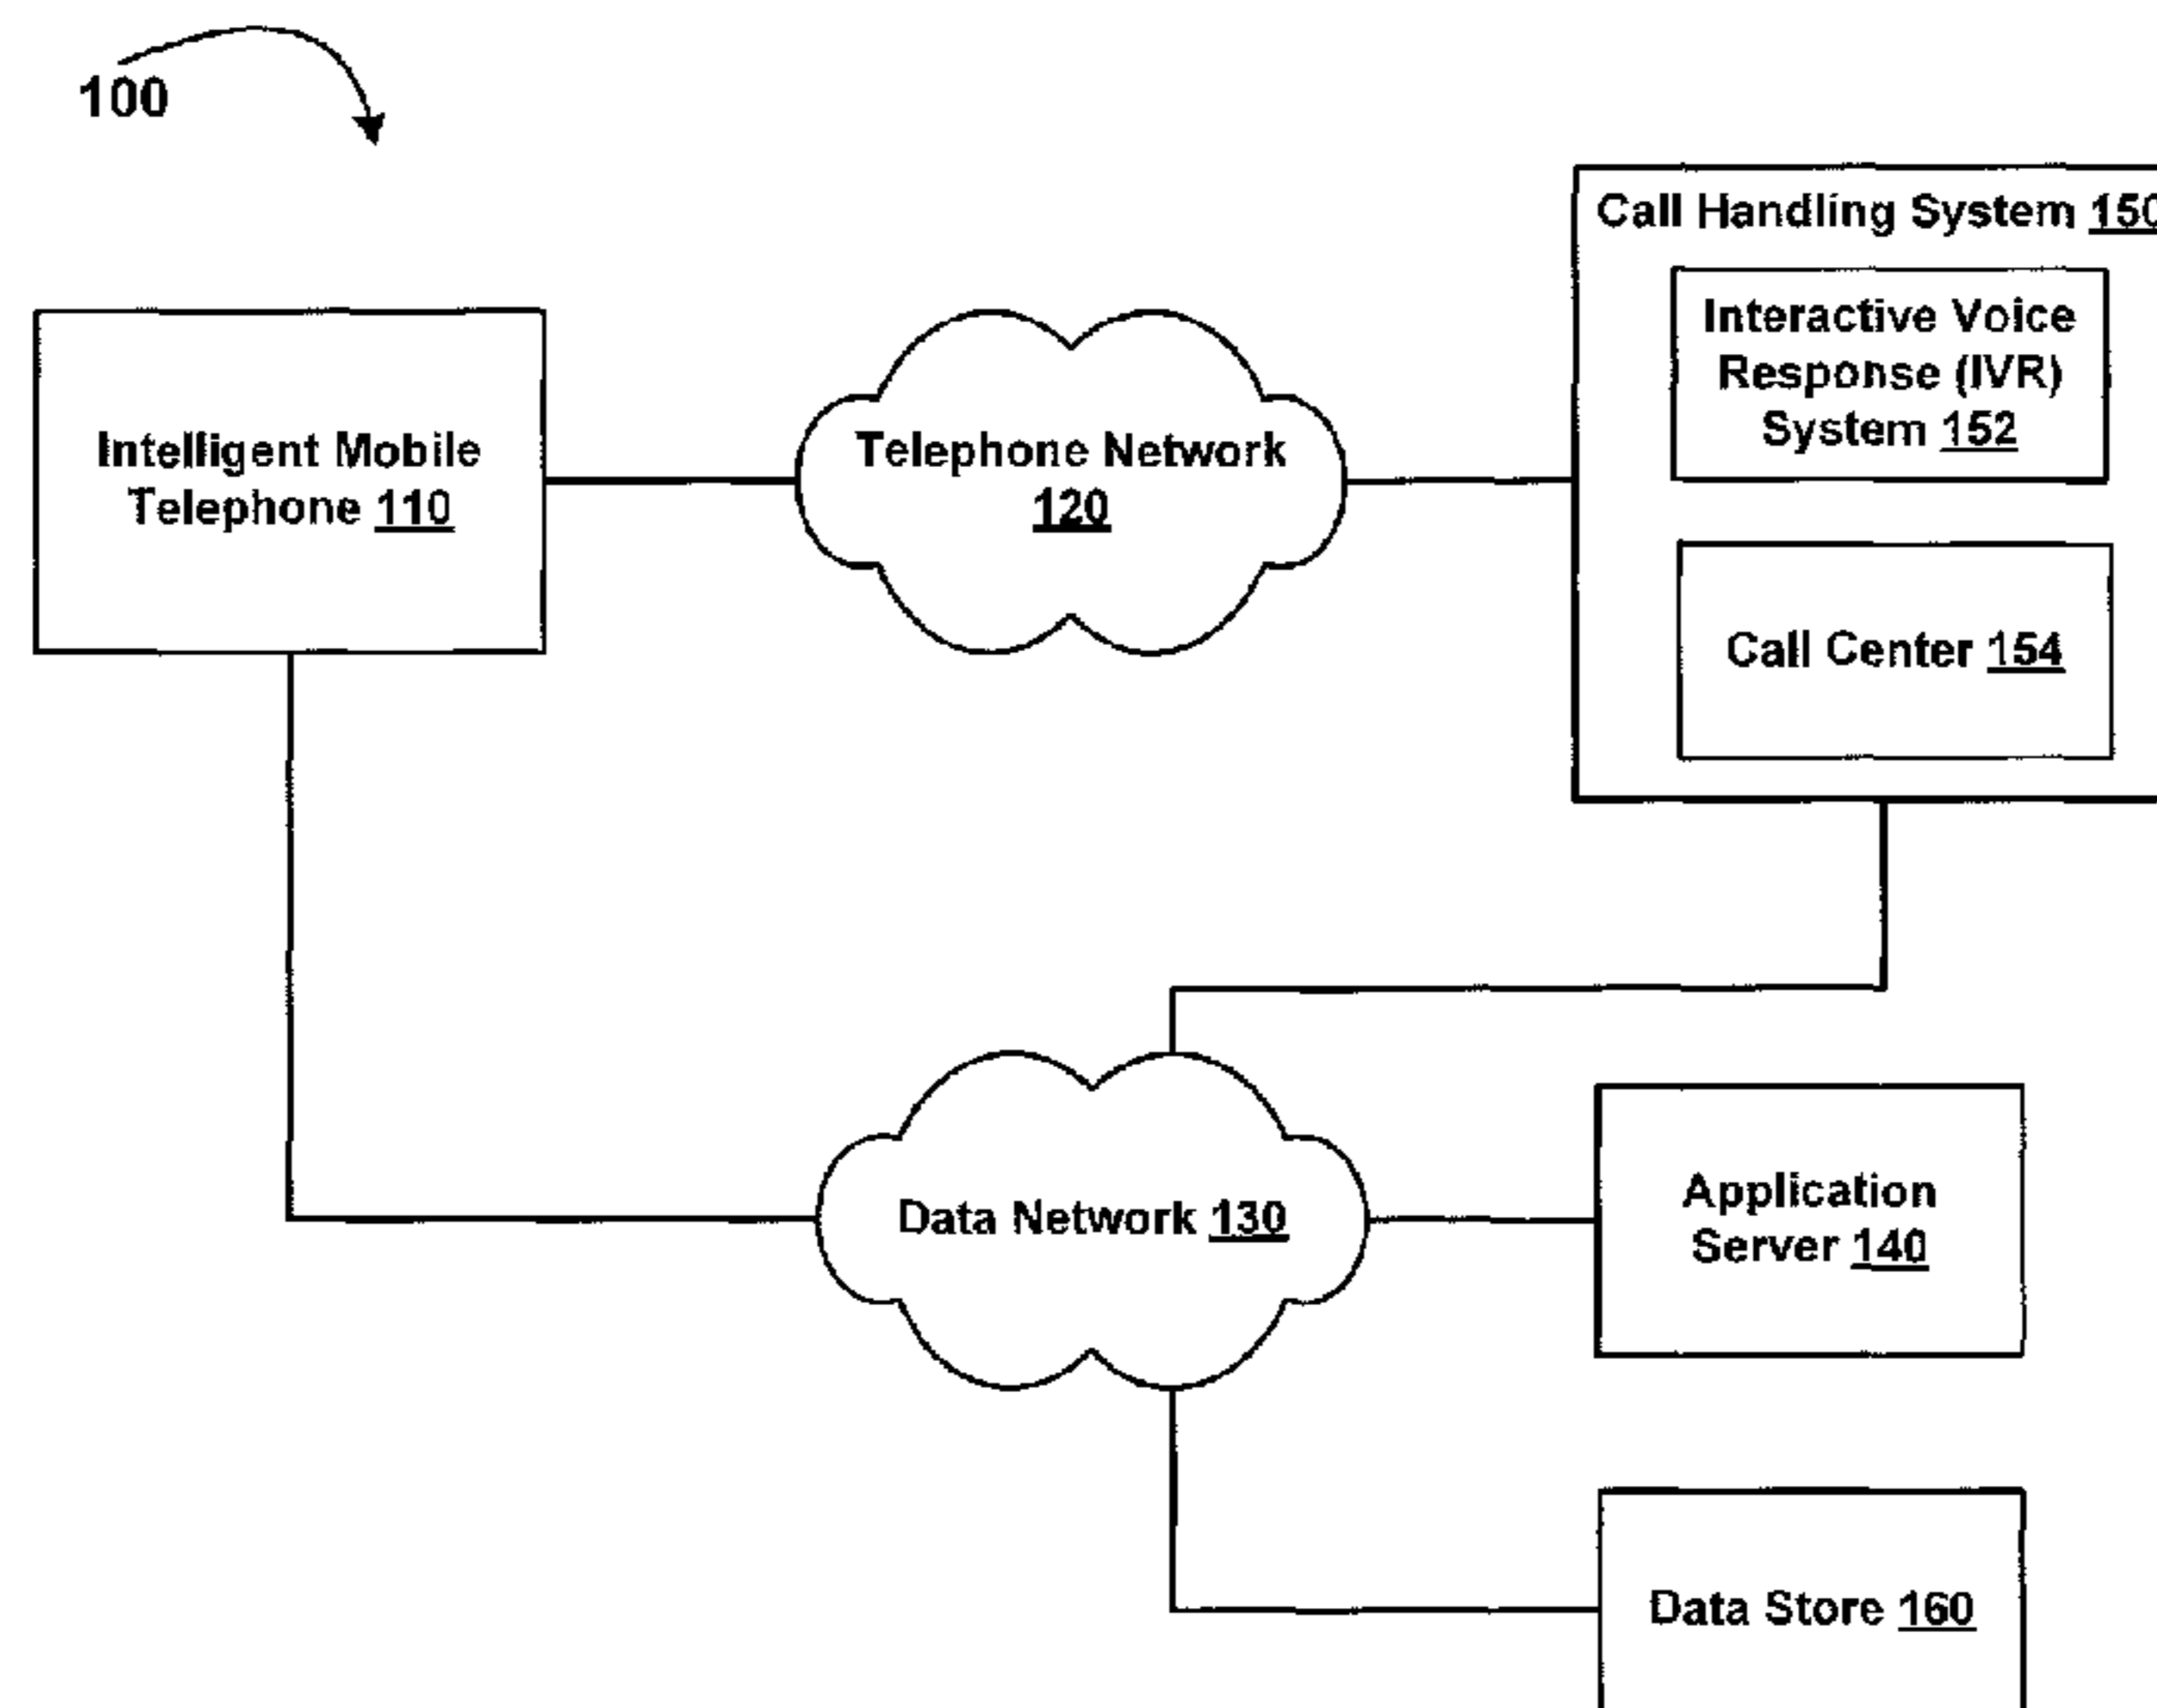 100
Call Handling System 150
Interactive Voice
Response (IVR)
System 152
Intelligent Mobile
Telephone 110
Telephone Network
120
Call Center 154
Data Network 130
Application
Server 140
Data Store 160